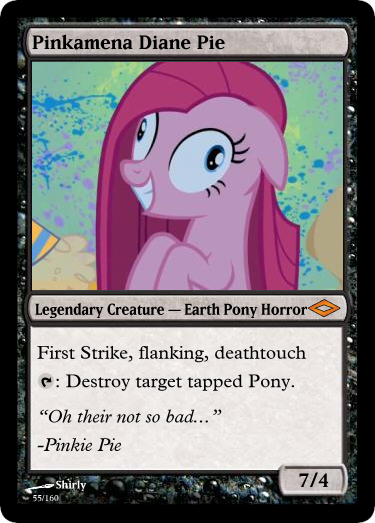 Pinkamena Diane Pie
Legendary Creature — Earth Pony Horror
First Strike, flanking, deathtouch
: Destroy target tapped Pony.
“Oh their not so bad…”
-Pinkie Pie
7/4
Shirly
55/160